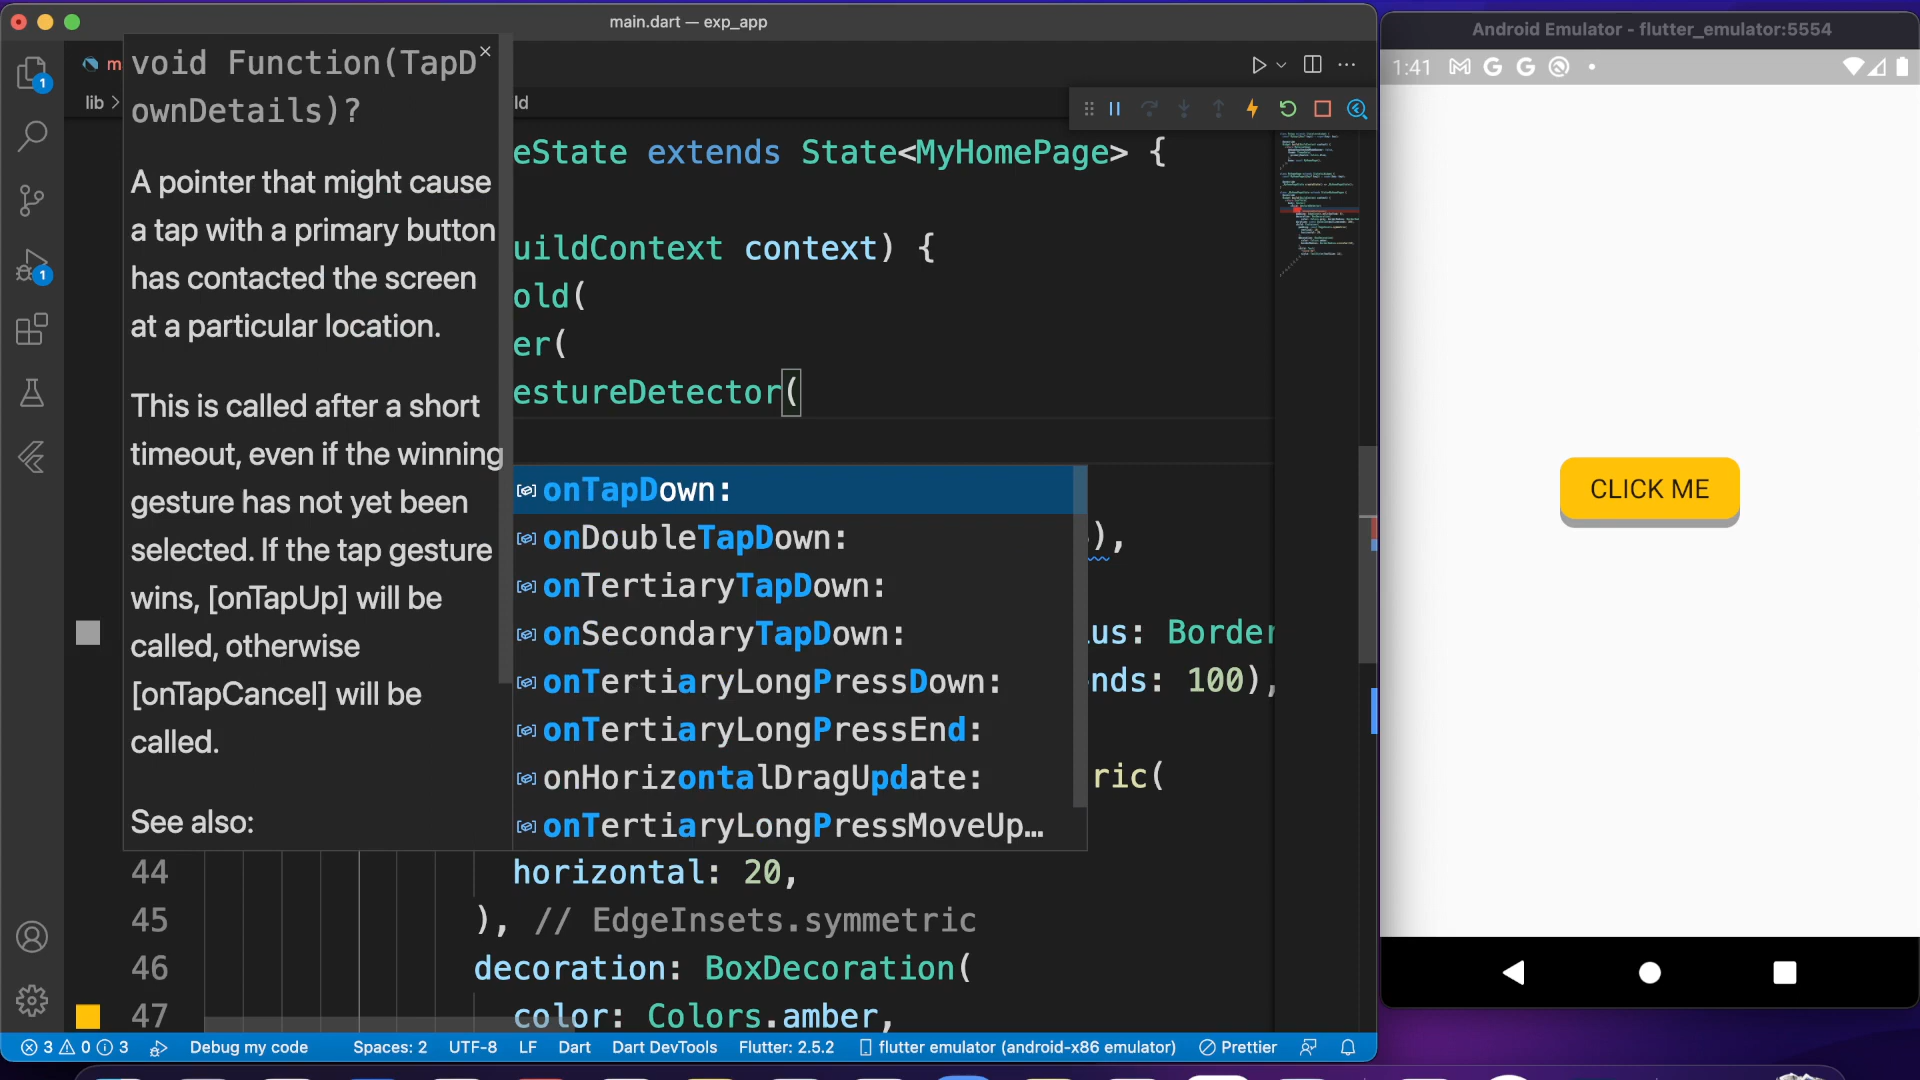 main.dart — exp_app
Android Emulator - flutter_emulator:5554
1:41
m
void Function(TapD
ownDetails)?
lib >
ld
A pointer that might cause
a tap with a primary button
has contacted the screen
at a particular location.
This is called after a short
timeout, even if the winning
gesture has not yet been
selected. If the tap gesture
wins, [onTapUp] will be
called, otherwise
[onTapCancel] will be
called.
See also:
eState extends State<MyHomePage> {
uildContext context) {
old(
er(
estureDetector(
onTapDown:
onDoubleTapDown:
onTertiaryTapDown:
onSecondaryTapDown:
onTertiaryLongPressDown:
onTertiaryLongPressEnd:
onHorizontalDragUpdate:
onTertiaryLongPressMoveUp…
),
us: Border
nds: 100),
ric(
44 horizontal: 20,
45 ), // EdgeInsets.symmetric
46 decoration: BoxDecoration(
47 color: Colors.amber,
1
1
CLICK ME
3 0 3 Debug my code Spaces: 2 UTF-8 LF Dart Dart DevTools Flutter: 2.5.2 flutter emulator (android-x86 emulator) Prettier